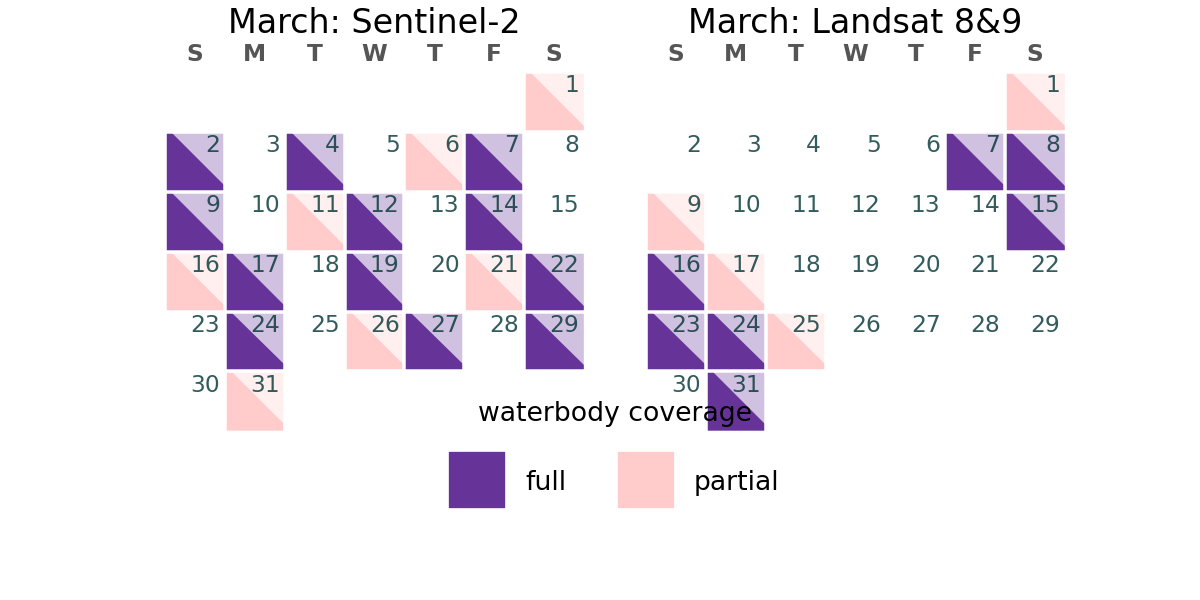 March: Sentinel-2
S M T W T F S
1
2 3 4 5 6 7 8
9 10 11 12 13 14 15
16 17 18 19 20 21 22
23 24 25 26 27 28 29
30 31
March: Landsat 8&9
S M T W T F S
1
2 3 4 5 6 7 8
9 10 11 12 13 14 15
16 17 18 19 20 21 22
23 24 25 26 27 28 29
30 31
waterbody coverage
full partial